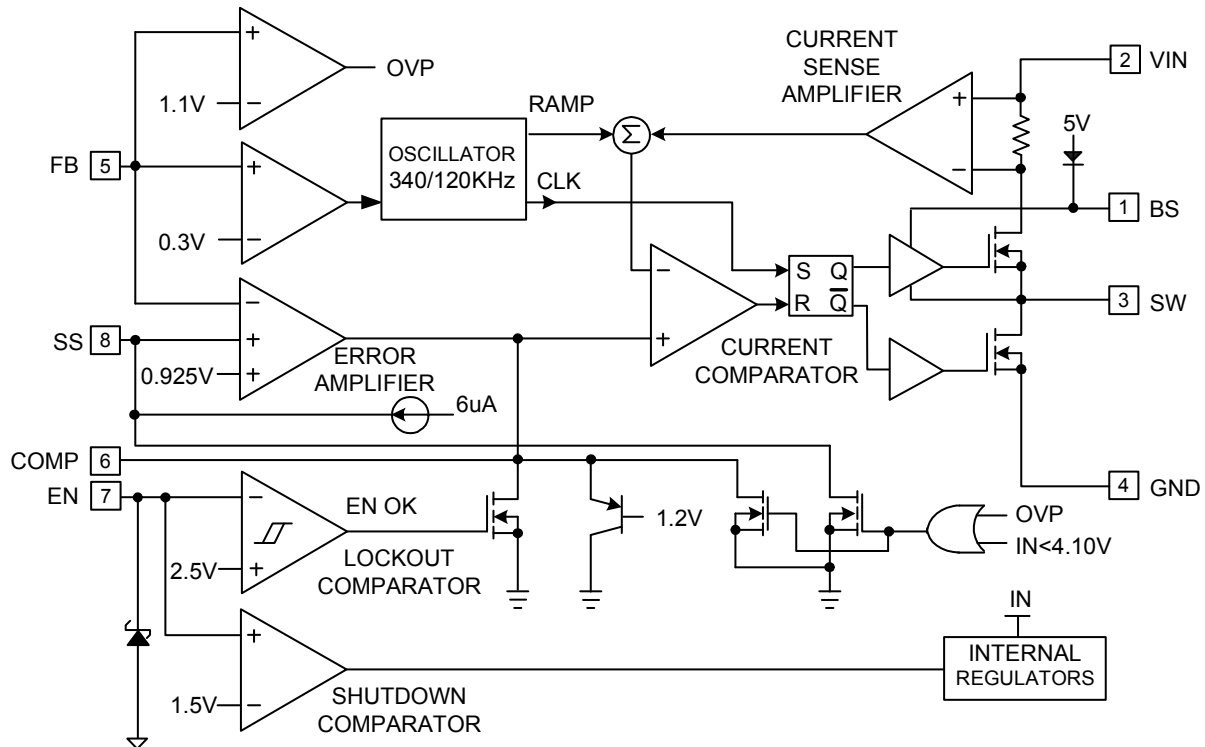 +
OVP
1.1V
−
CURRENT
SENSE
AMPLIFIER
+
−
2 VIN
5V
RAMP
Σ
FB 5
+
0.3V
−
OSCILLATOR
340/120KHz
CLK
1 BS
S Q
R Q̅
−
+
CURRENT
COMPARATOR
3 SW
SS 8
−
+
0.925V
+
ERROR
AMPLIFIER
6uA
COMP 6
EN 7
−
2.5V
+
EN OK
LOCKOUT
COMPARATOR
1.2V
4 GND
OVP
IN<4.10V
+
1.5V
−
SHUTDOWN
COMPARATOR
IN
INTERNAL
REGULATORS